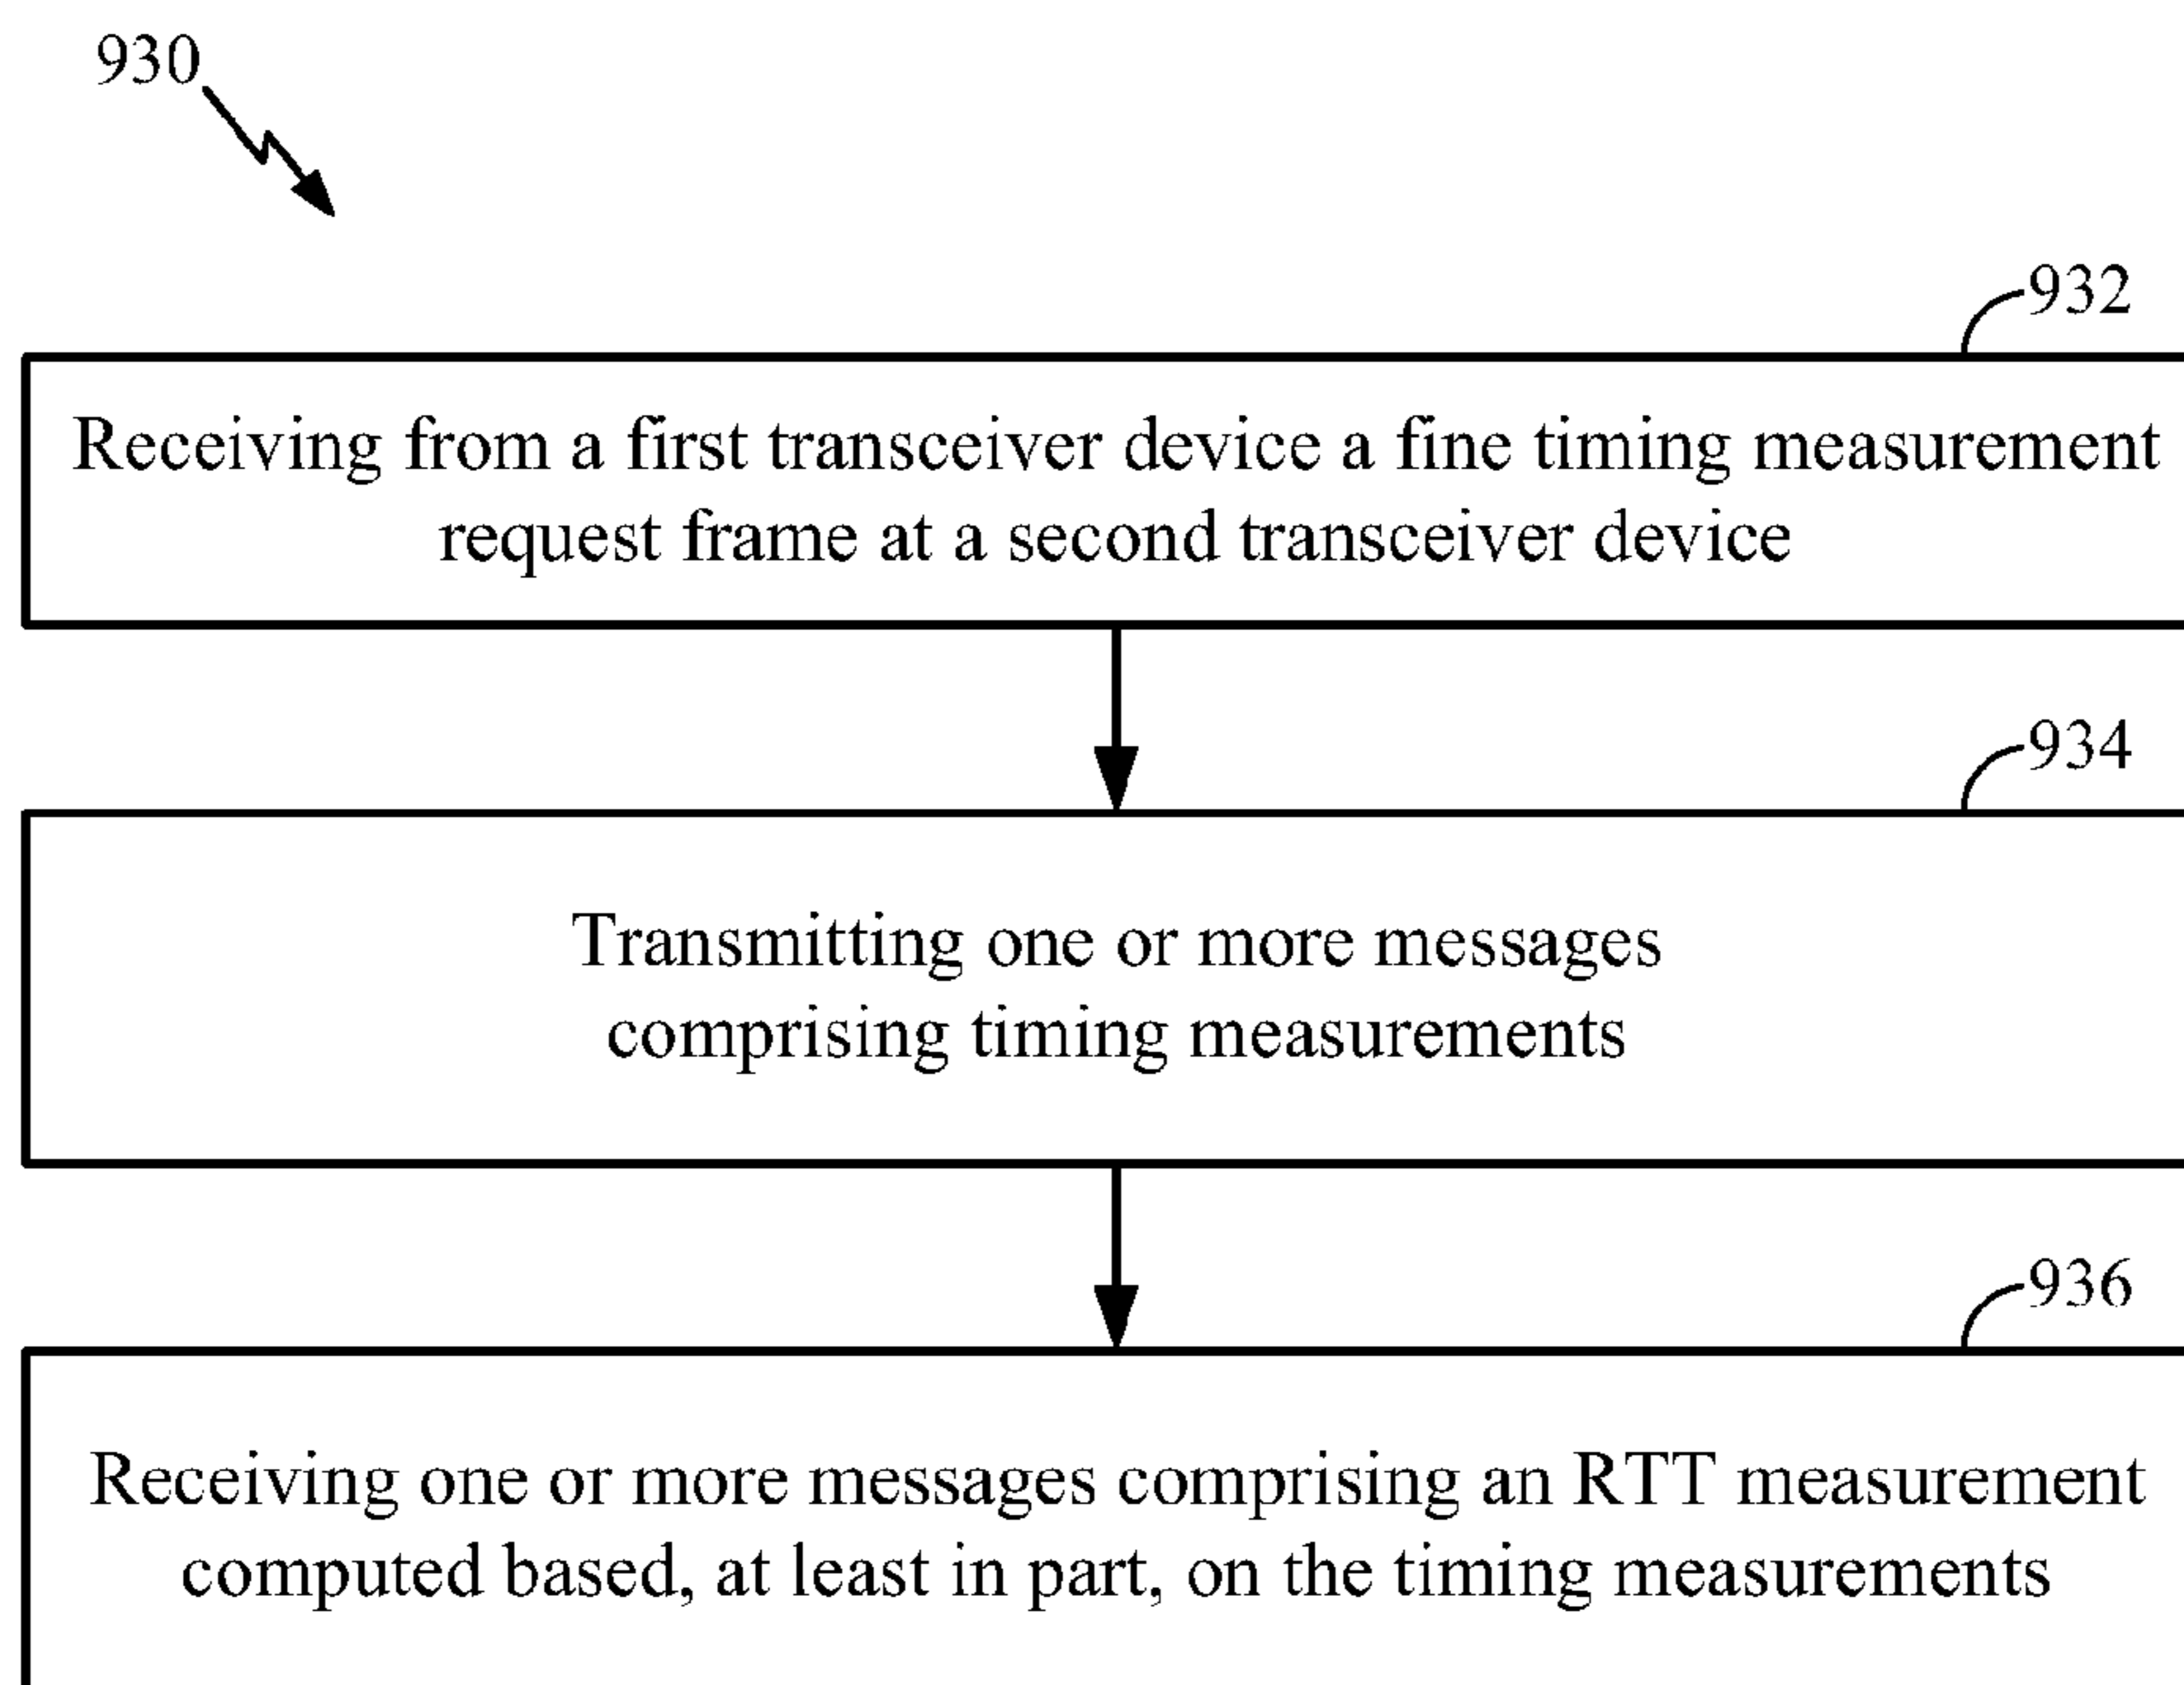 930
932
Receiving from a first transceiver device a fine timing measurement
request frame at a second transceiver device
934
Transmitting one or more messages
comprising timing measurements
936
Receiving one or more messages comprising an RTT measurement
computed based, at least in part, on the timing measurements